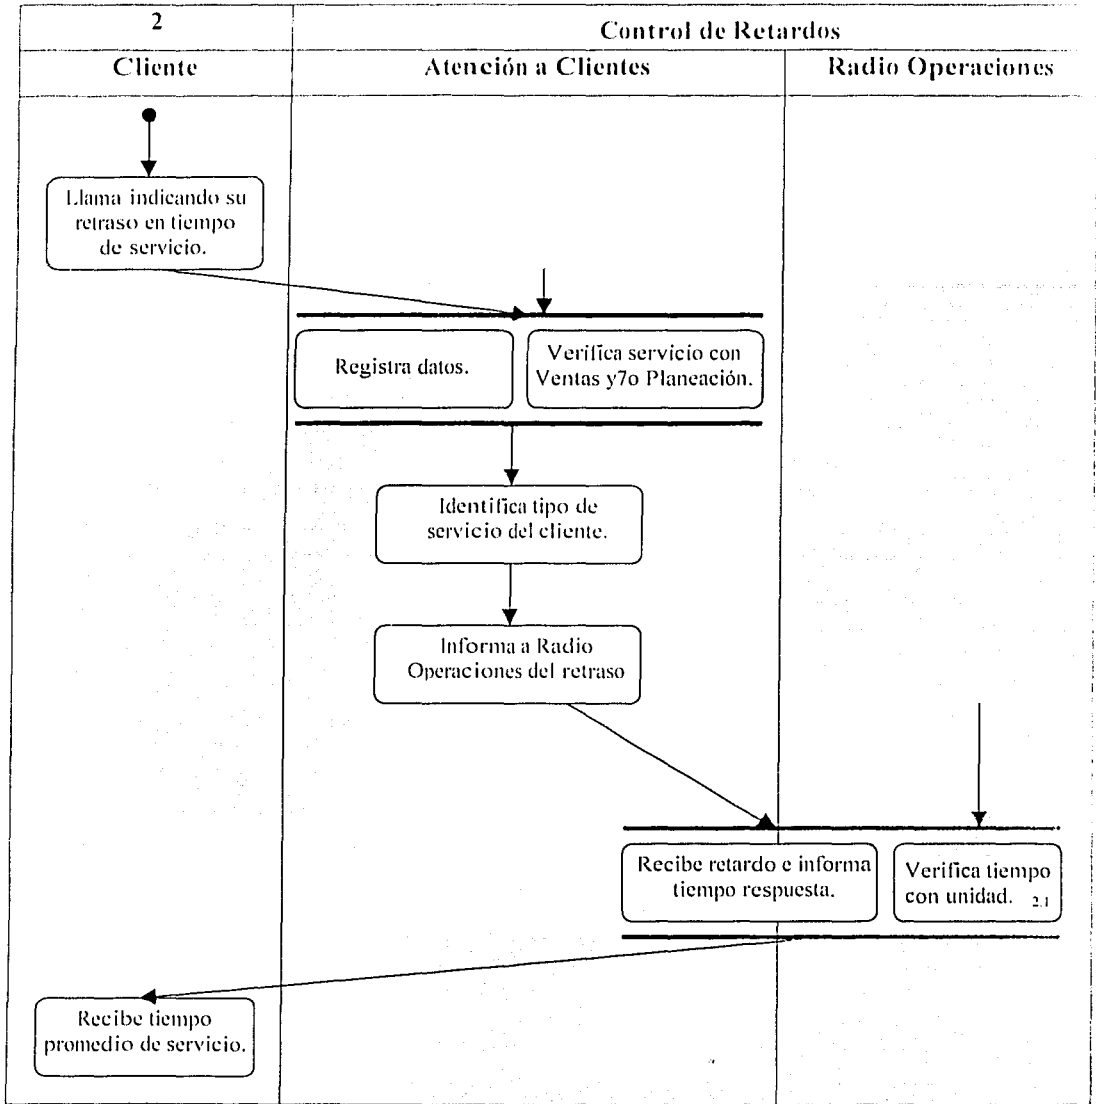 2
Control de Retardos
Cliente
Atención a Clientes
Radio Operaciones
Llama indicando su
retraso en tiempo
de servicio.
Registra datos.
Verifica servicio con
Ventas y7o Planeación.
Identifica tipo de
servicio del cliente.
Informa a Radio
Operaciones del retraso
Recibe retardo e informa
tiempo respuesta.
Verifica tiempo
con unidad. 2.1
Recibe tiempo
promedio de servicio.